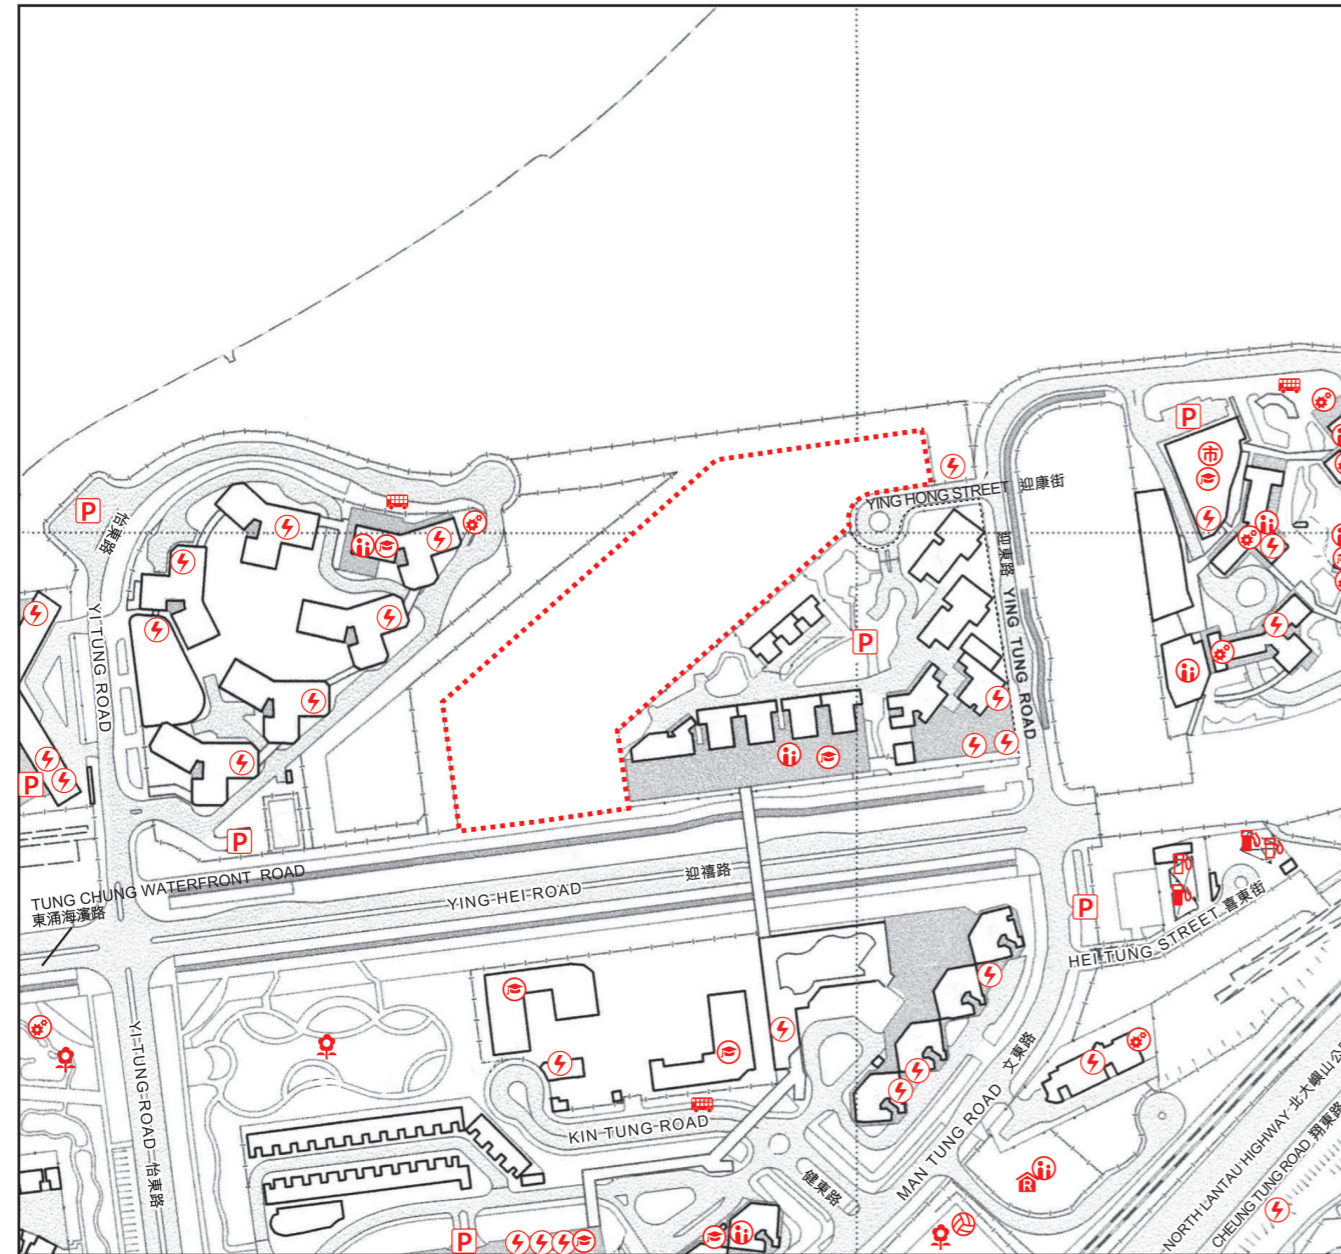 YING HONG STREET 迎康街
P
市
P
怡東路
迎東路 YING TUNG ROAD
YI TUNG ROAD
P
P
P
TUNG CHUNG WATERFRONT ROAD
東涌海濱路
YING HEI ROAD
迎禧路
P
HEI TUNG STREET 喜東街
YI TUNG ROAD 怡東路
KIN TUNG ROAD
健東路
MAN TUNG ROAD 文東路
R
NORTH LANTAU HIGHWAY 北大嶼山公
CHEUNG TUNG ROAD 翔東路
P